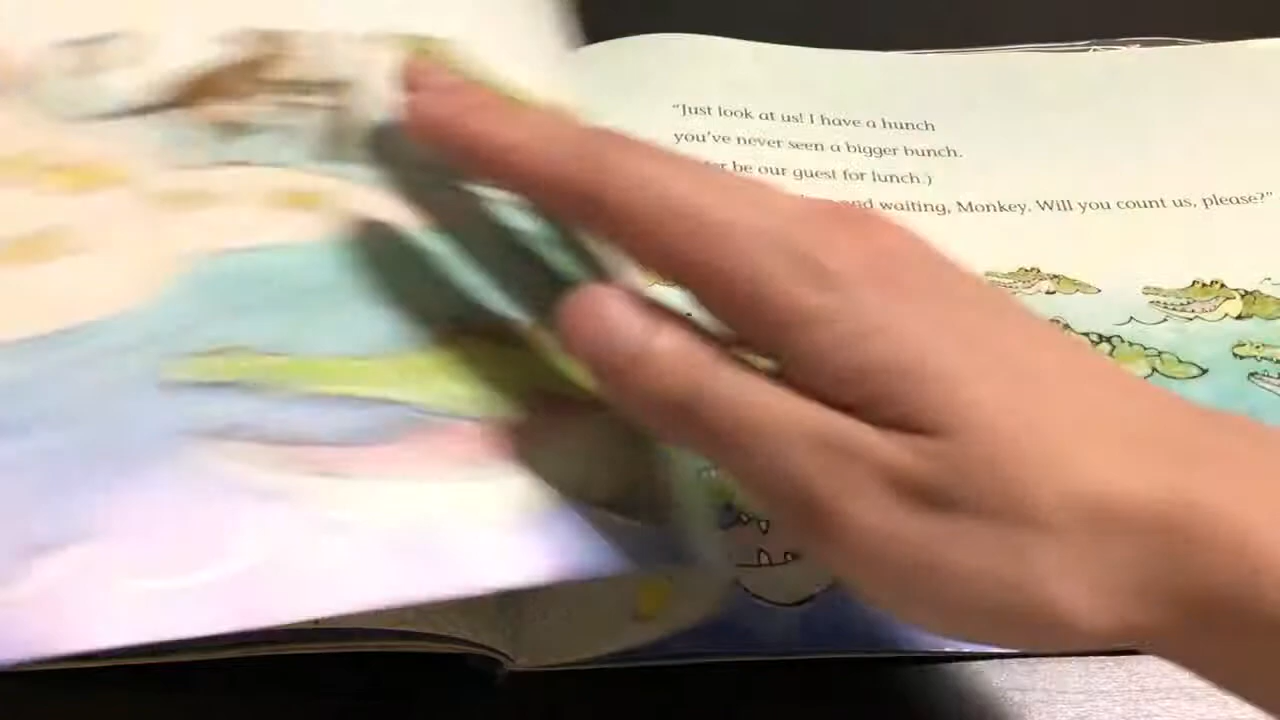 "Just look at us! I have a hunch
you've never seen a bigger bunch.
be our guest for lunch.)
and waiting, Monkey. Will you count us, please?"